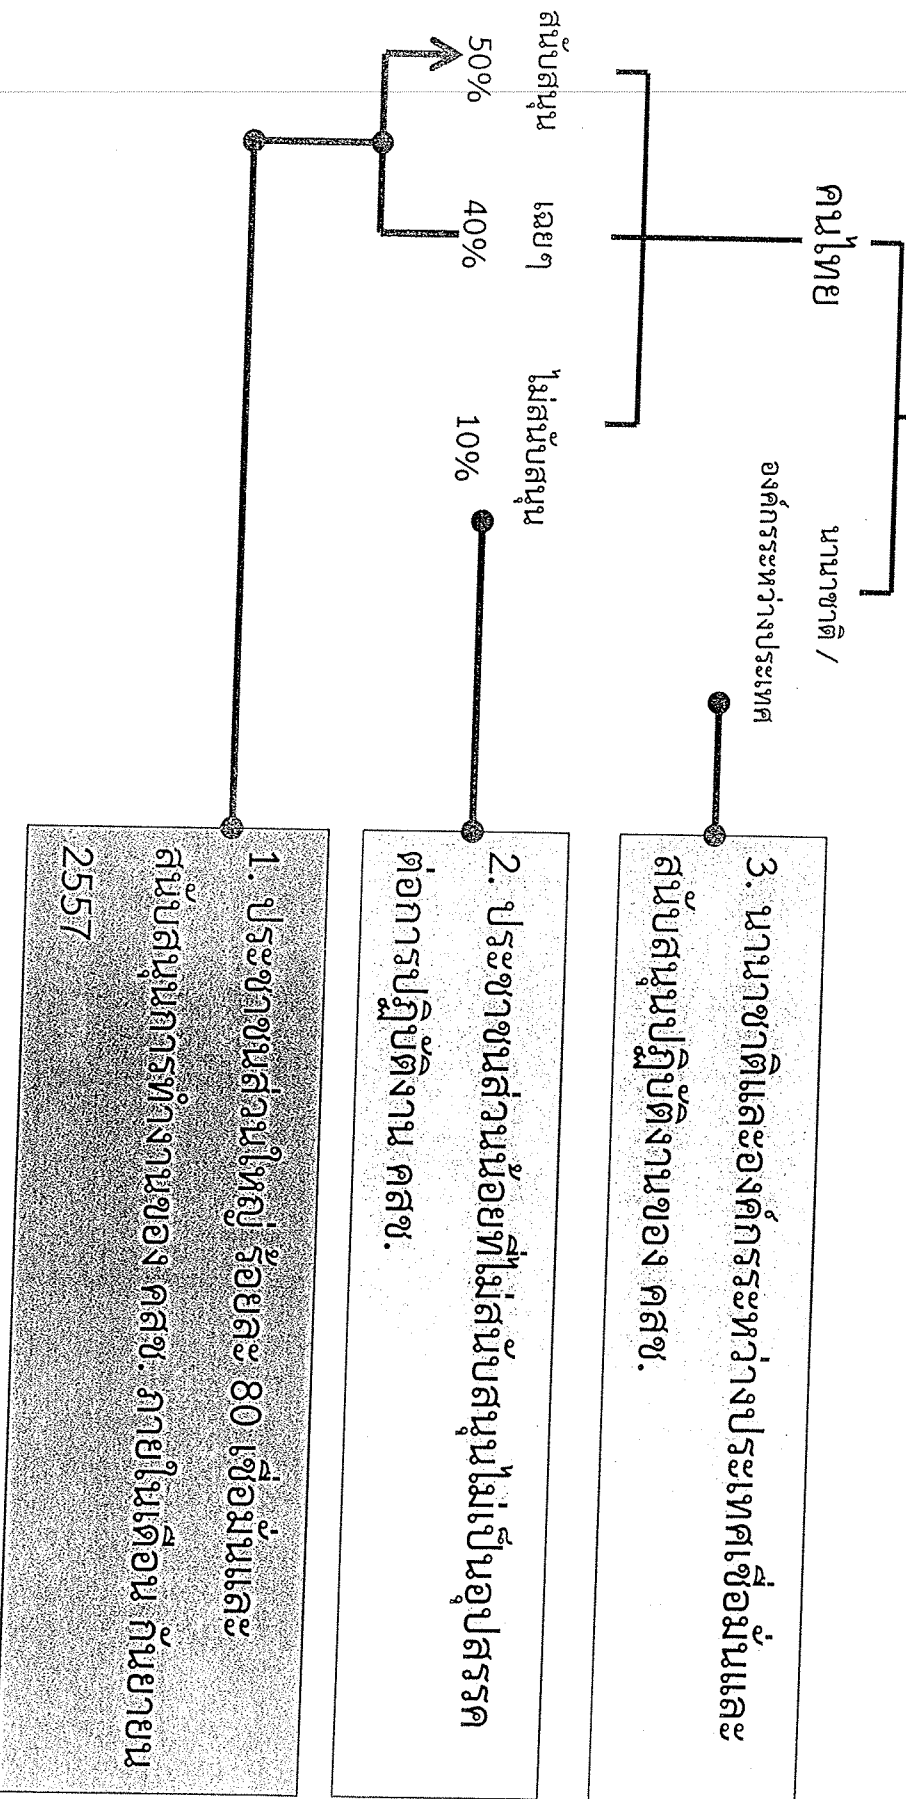 คนไทย
นานาชาติ /
องค์กรระหว่างประเทศ
สนับสนุน
เฉยๆ
ไม่สนับสนุน
50%
40%
10%
3. นานาชาติและองค์กรระหว่างประเทศเชื่อมั่นและ
สนับสนุนปฏิบัติงานของ คสช.
2. ประชาชนส่วนน้อยที่ไม่สนับสนุนไม่เป็นอุปสรรค
ต่อการปฏิบัติงาน คสช.
1. ประชาชนส่วนใหญ่ ร้อยละ 80 เชื่อมั่นและ
สนับสนุนการทำงานของ คสช. ภายในเดือน กันยายน
2557